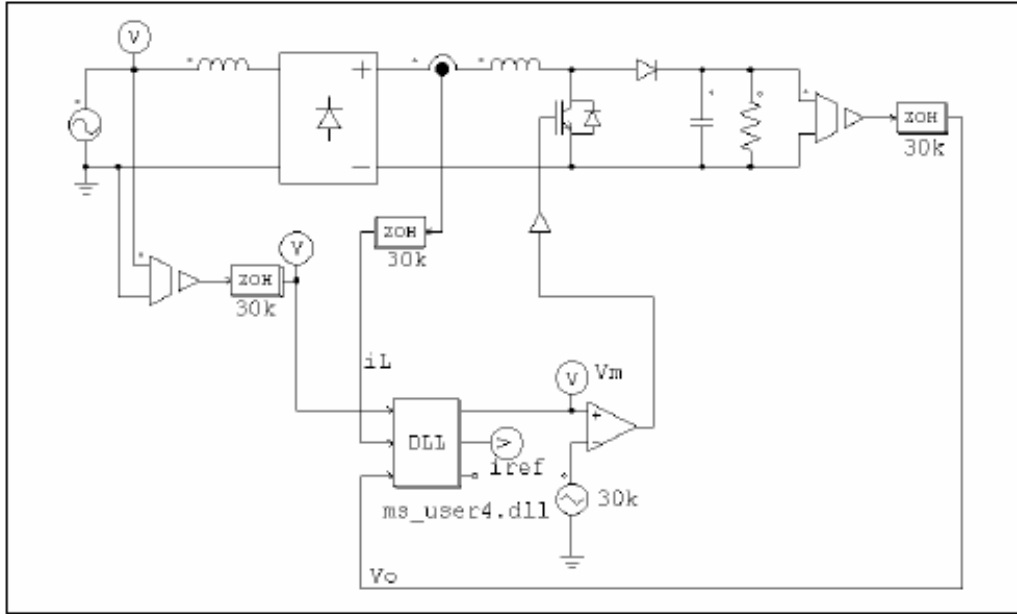 V
+
−
ZOH
30k
ZOH
30k
V
ZOH
30k
iL
V
Vm
DLL
+
−
V
iref
ms_user4.dll
30k
Vo